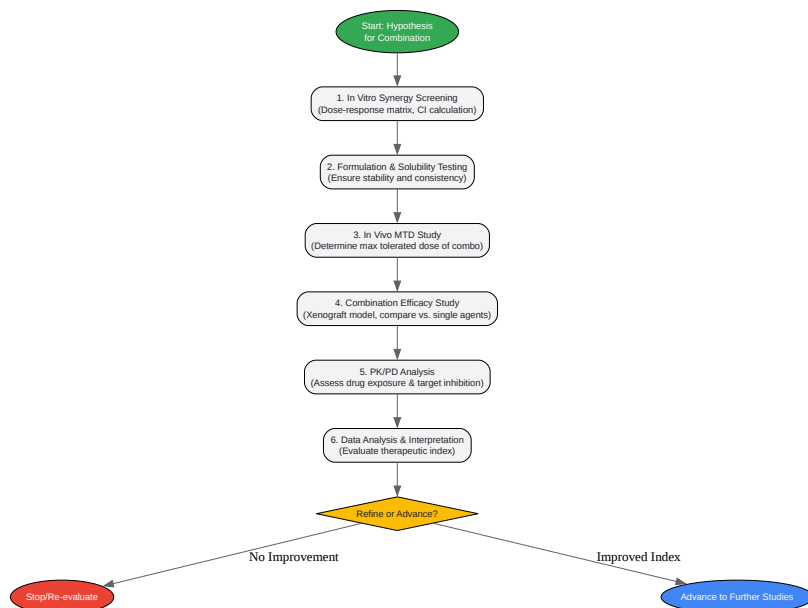 Start: Hypothesis
for Combination
1. In Vitro Synergy Screening
(Dose-response matrix, CI calculation)
2. Formulation & Solubility Testing
(Ensure stability and consistency)
3. In Vivo MTD Study
(Determine max tolerated dose of combo)
4. Combination Efficacy Study
(Xenograft model, compare vs. single agents)
5. PK/PD Analysis
(Assess drug exposure & target inhibition)
6. Data Analysis & Interpretation
(Evaluate therapeutic index)
Refine or Advance?
No Improvement
Improved Index
Stop/Re-evaluate
Advance to Further Studies